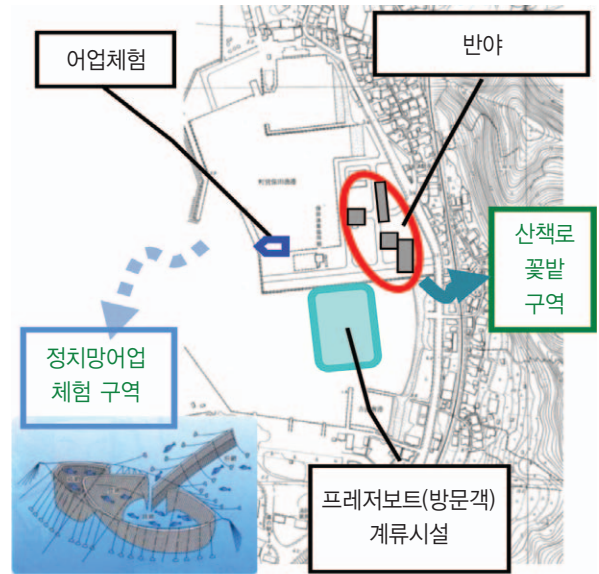 어업체험
반야
산책로
꽃밭
구역
정치망어업
체험 구역
프레저보트(방문객)
계류시설